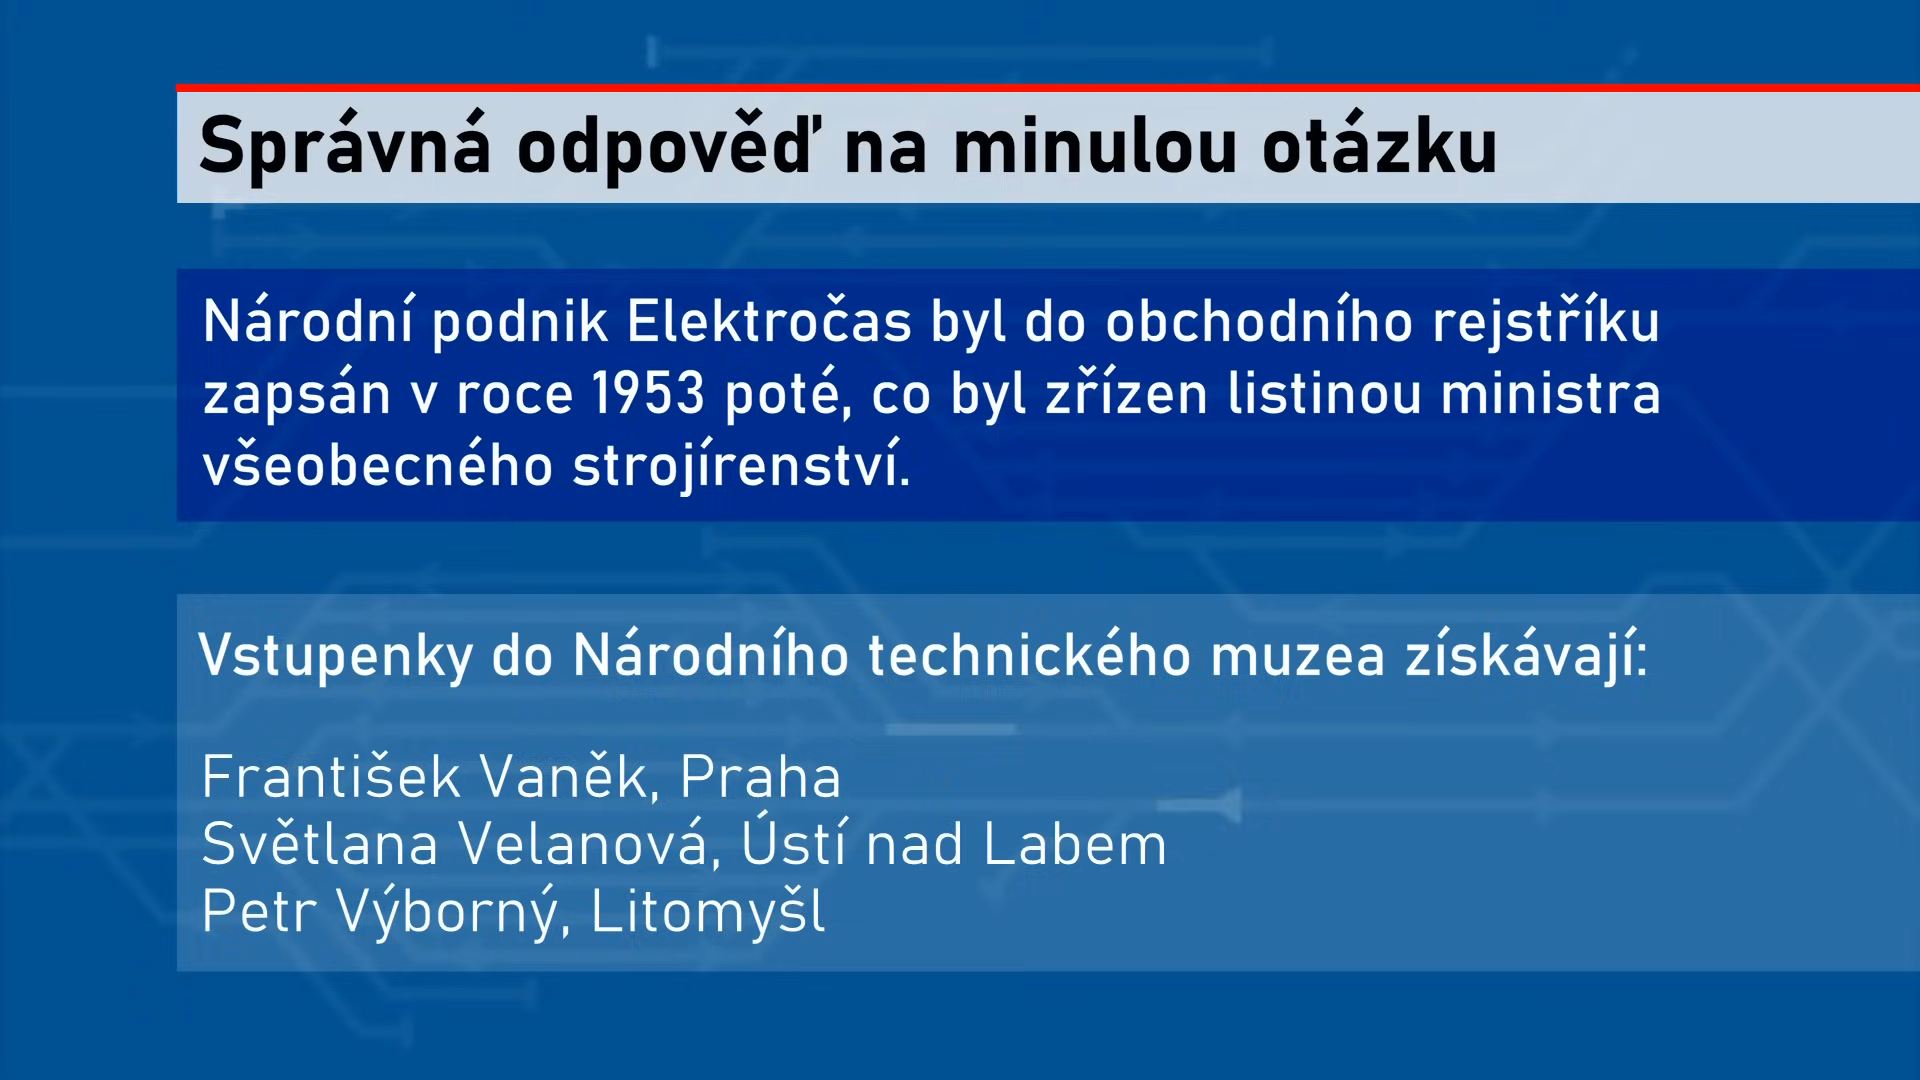 Správná odpověď na minulou otázku
Národní podnik Elektročas byl do obchodního rejstříku
zapsán v roce 1953 poté, co byl zřízen listinou ministra
všeobecného strojírenství.
Vstupenky do Národního technického muzea získávají:
František Vaněk, Praha
Světlana Velanová, Ústí nad Labem
Petr Výborný, Litomyšl